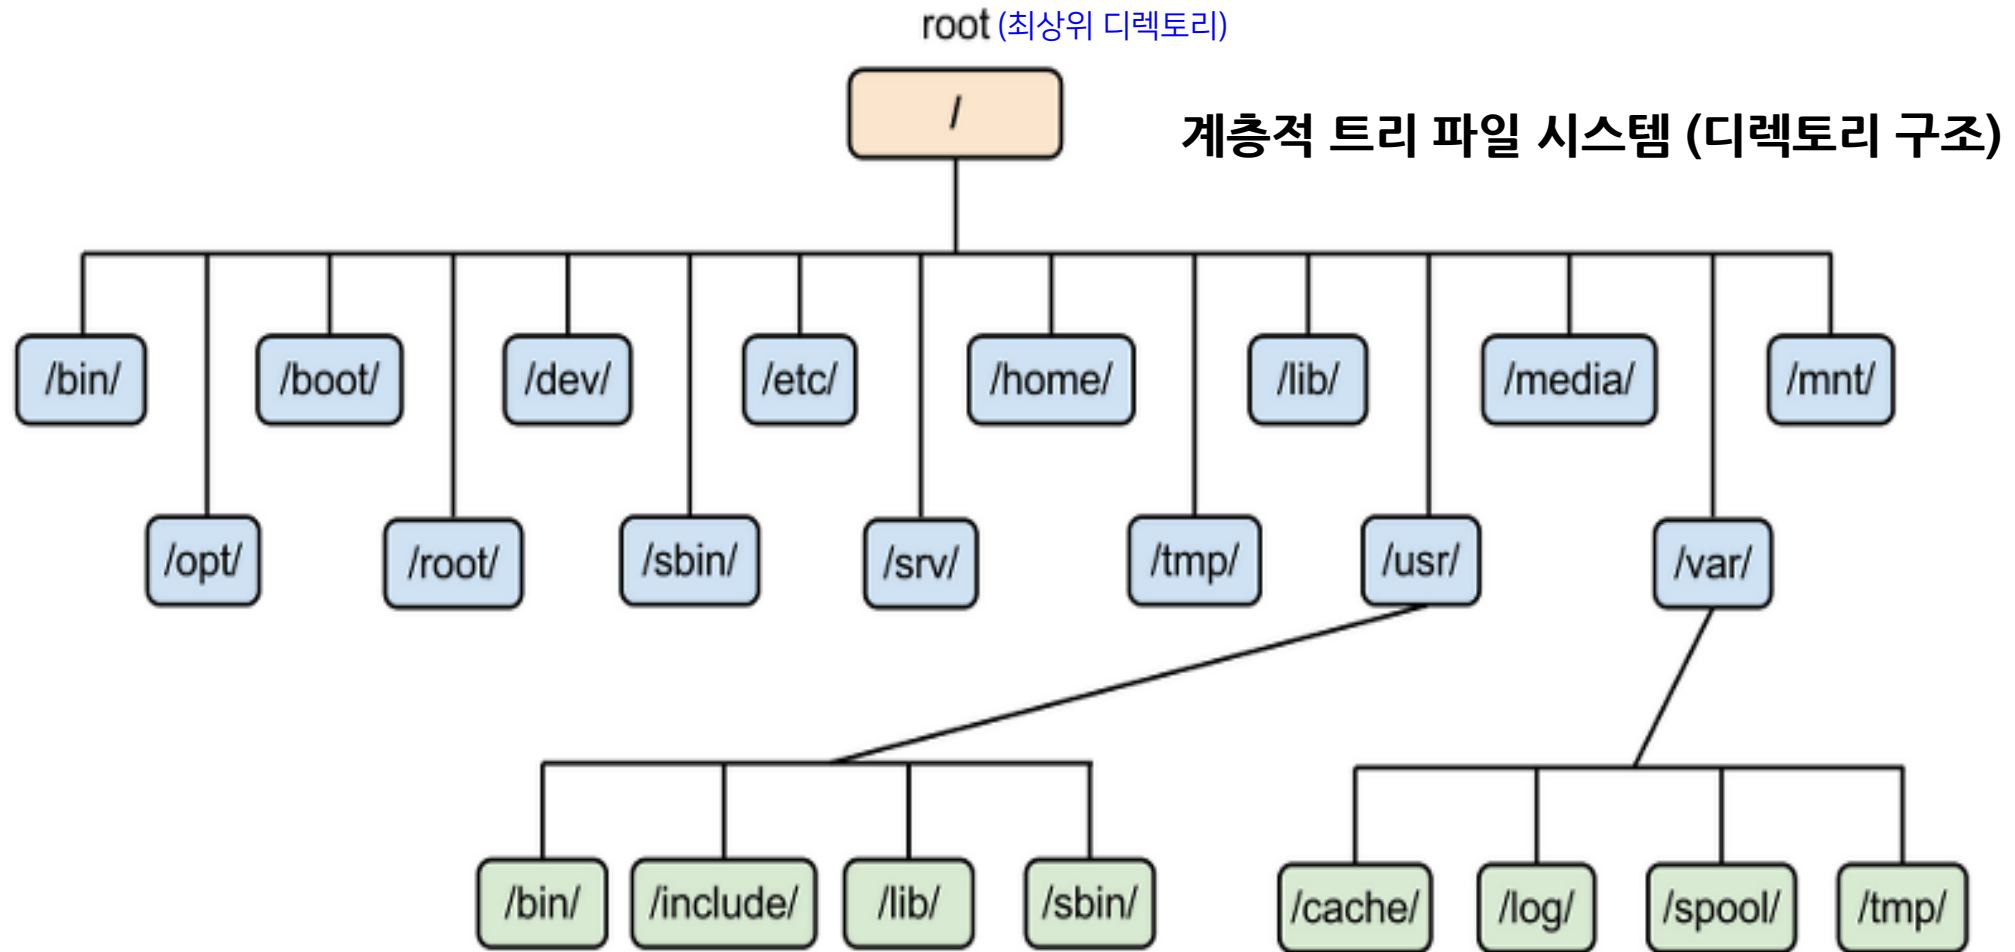 root (최상위 디렉토리)
/
계층적 트리 파일 시스템 (디렉토리 구조)
/bin/
/boot/
/dev/
/etc/
/home/
/lib/
/media/
/mnt/
/opt/
/root/
/sbin/
/srv/
/tmp/
/usr/
/var/
/bin/
/include/
/lib/
/sbin/
/cache/
/log/
/spool/
/tmp/